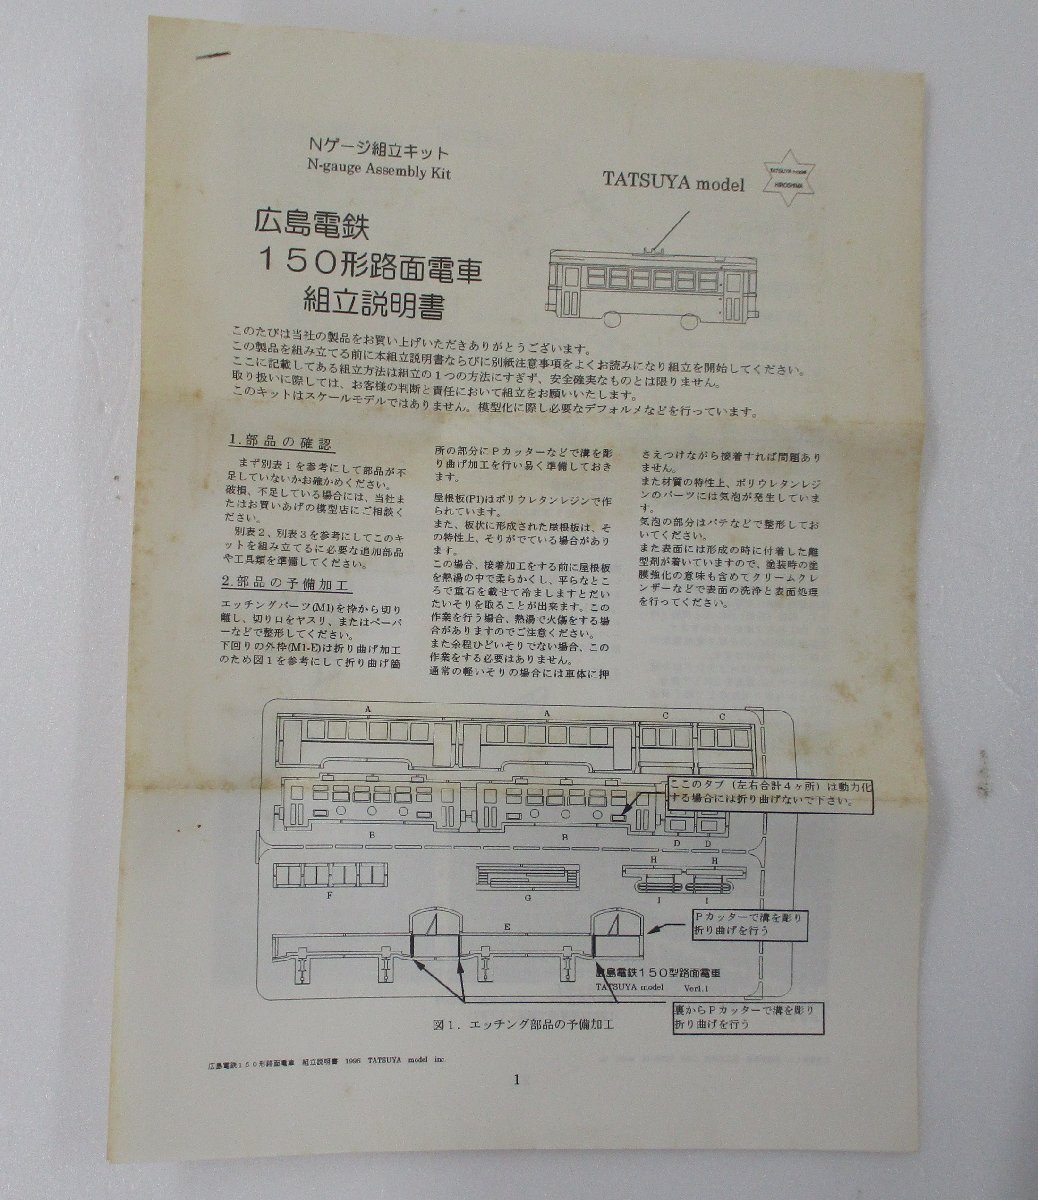 Nゲージ組立キット
N-gauge Assembly Kit
TATSUYA model
TATSUYA model
HIROSHIMA
広島電鉄
150形路面電車
組立説明書
このたびは当社の製品をお買い上げいただきありがとうございます。
この製品を組み立てる前に本組立説明書ならびに別紙注意事項をよくお読みになり組立を開始してください。
ここに記載してある組立方法は組立の1つの方法にすぎず、安全確実なものとは限りません。
取り扱いに際しては、お客様の判断と責任において組立をお願いいたします。
このキットはスケールモデルではありません。模型化に際し必要なデフォルメなどを行っています。
1.部品の確認
まず別表1を参考にして部品が不
足していないかお確かめください。
破損、不足している場合には、当社ま
たはお買いあげの模型店にご相談く
ださい。
別表2、別表3を参考にしてこのキ
ットを組み立てるに必要な追加部品
や工具類を準備してください。
2.部品の予備加工
エッチングパーツ(M1)を枠から切り
離し、切り口をヤスリ、またはペーパ
ーなどで整形してください。
下回りの外枠(M1-E)は折り曲げ加工
のため図1を参考にして折り曲げ箇
所の部分にPカッターなどで溝を彫
り曲げ加工を行い易く準備しておき
ます。
屋根板(P1)はポリウレタンレジンで作
られています。
また、板状に形成された屋根板は、そ
の特性上、そりがでている場合があり
ます。
この場合、接着加工をする前に屋根板
を熱湯の中で柔らかくし、平らなとこ
ろで重石を載せて冷ましますとだい
たいそりを取ることが出来ます。この
作業を行う場合、熱湯で火傷をする場
合がありますのでご注意ください。
また余程ひどいそりでない場合、この
作業をする必要はありません。
通常の軽いそりの場合には車体に押
さえつけながら接着すれば問題あり
ません。
また材質の特性上、ポリウレタンレジ
ンのパーツには気泡が発生していま
す。
気泡の部分はパテなどで整形してお
いてください。
また表面には形成の時に付着した離
型剤が着いていますので、塗装時の塗
膜強化の意味も含めてクリームクレ
ンザーなどで表面の洗浄と表面処理
を行ってください。
A A C C
ここのタブ(左右合計4ヶ所)は動力化
する場合には折り曲げないで下さい。
B B D D
H H
F G I I
E
Pカッターで溝を彫り
折り曲げを行う
広島電鉄150型路面電車
TATSUYA model Ver1.1
裏からPカッターで溝を彫り
折り曲げを行う
図1. エッチング部品の予備加工
広島電鉄150形路面電車 組立説明書 1996 TATSUYA model inc.
1